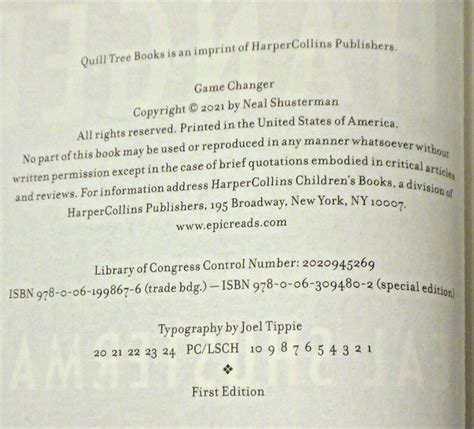 Quill Tree Books is an imprint of HarperCollins Publishers.
Game Changer
Copyright © 2021 by Neal Shusterman
All rights reserved. Printed in the United States of America.
No part of this book may be used or reproduced in any manner whatsoever without
written permission except in the case of brief quotations embodied in critical articles
and reviews. For information address HarperCollins Children's Books, a division of
HarperCollins Publishers, 195 Broadway, New York, NY 10007.
www.epicreads.com
Library of Congress Control Number: 2020945269
ISBN 978-0-06-199867-6 (trade bdg.) — ISBN 978-0-06-309480-2 (special edition)
Typography by Joel Tippie
20 21 22 23 24 PC/LSCH 10 9 8 7 6 5 4 3 2 1
❖
First Edition